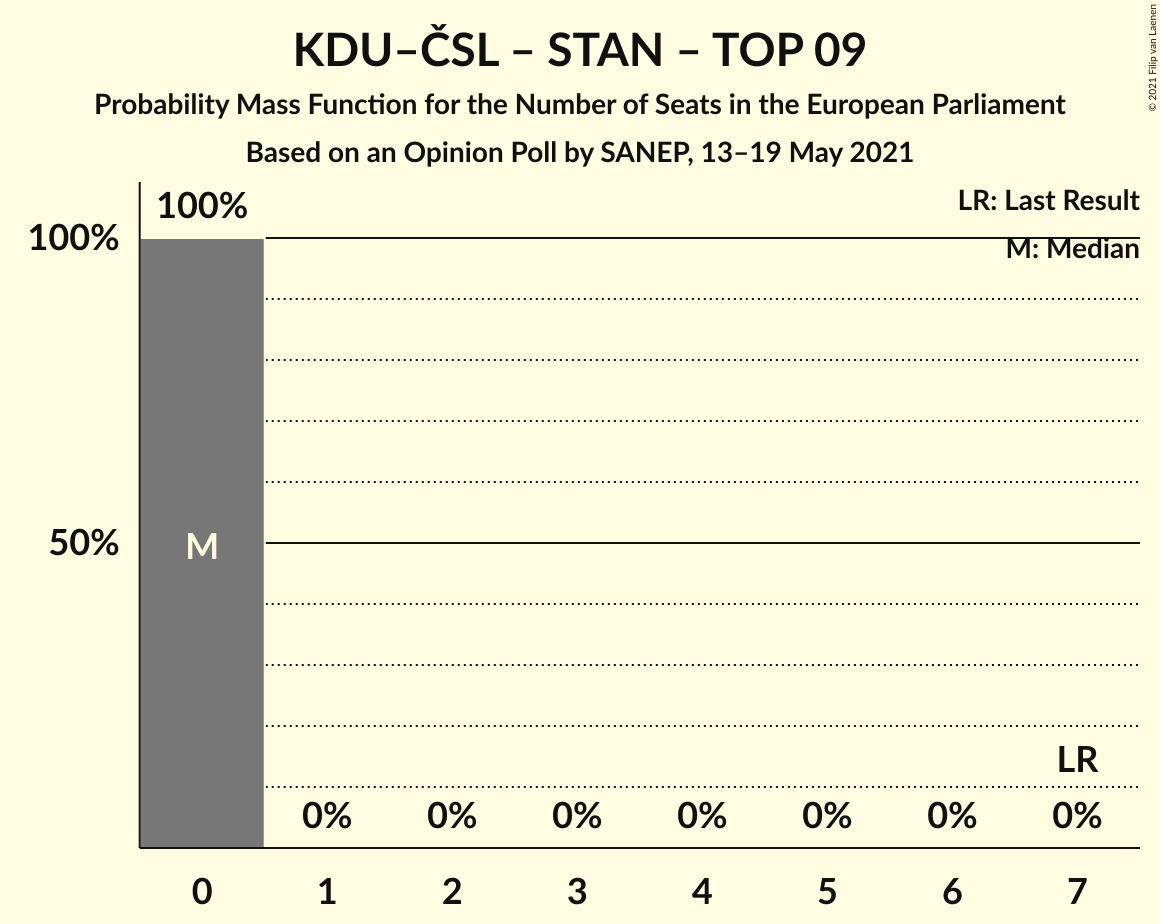 KDU–ČSL – STAN – TOP 09
Probability Mass Function for the Number of Seats in the European Parliament
Based on an Opinion Poll by SANEP, 13–19 May 2021
© 2021 Filip van Laenen
LR: Last Result
M: Median
100%
100%
50%
M
LR
0% 0% 0% 0% 0% 0% 0%
0 1 2 3 4 5 6 7